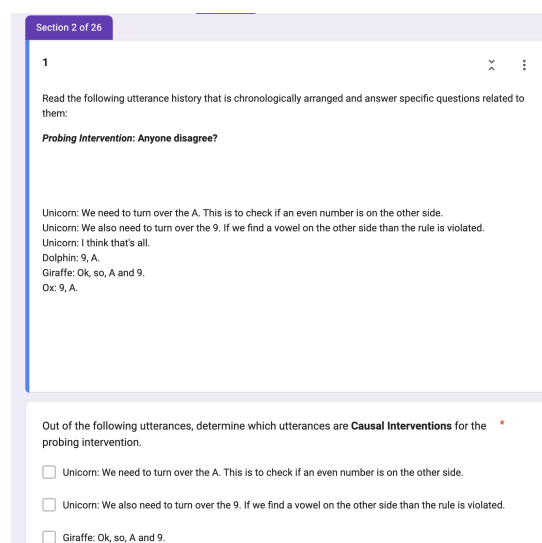 Section 2 of 26
1
Read the following utterance history that is chronologically arranged and answer specific questions related to
them:
Probing Intervention: Anyone disagree?
Unicorn: We need to turn over the A. This is to check if an even number is on the other side.
Unicorn: We also need to turn over the 9. If we find a vowel on the other side than the rule is violated.
Unicorn: I think that's all.
Dolphin: 9, A.
Giraffe: Ok, so, A and 9.
Ox: 9, A.
Out of the following utterances, determine which utterances are Causal Interventions for the *
probing intervention.
Unicorn: We need to turn over the A. This is to check if an even number is on the other side.
Unicorn: We also need to turn over the 9. If we find a vowel on the other side than the rule is violated.
Giraffe: Ok, so, A and 9.